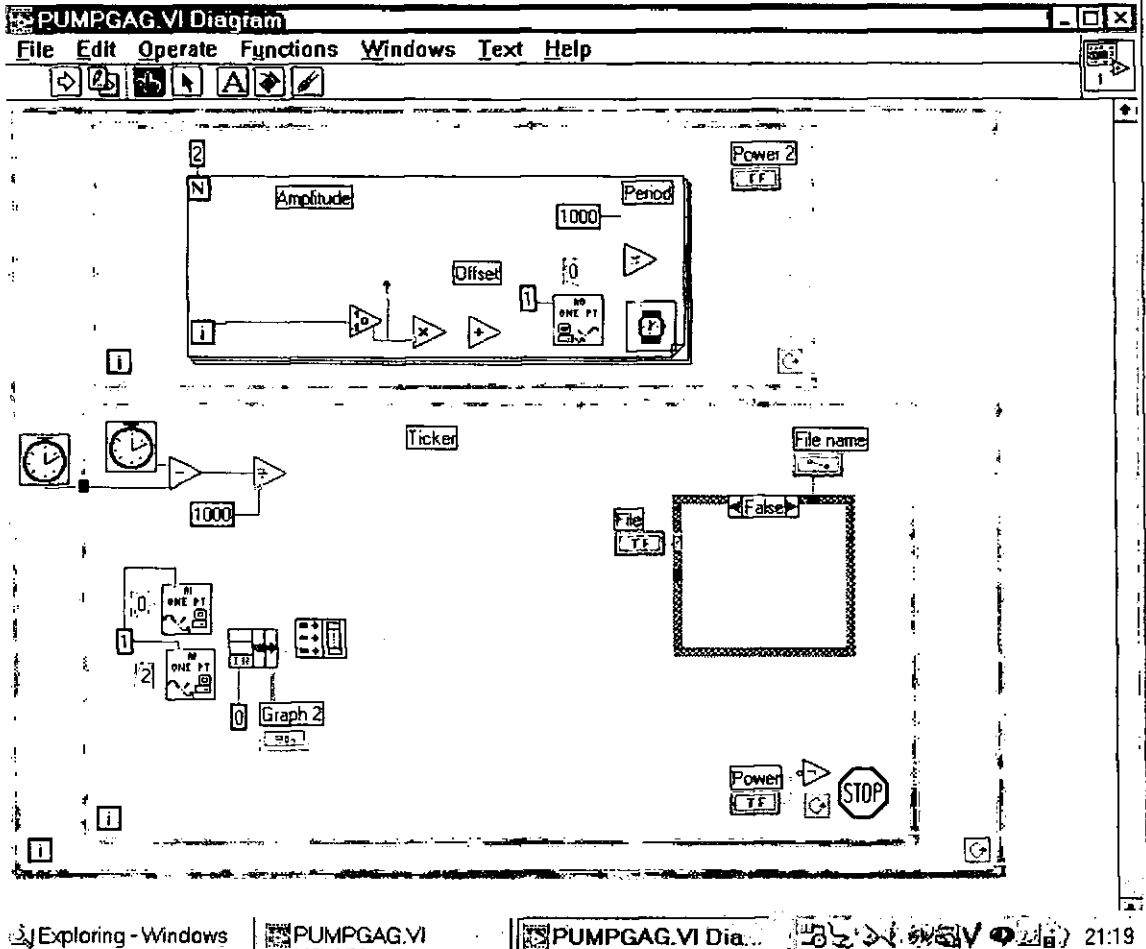 PUMPGAG.VI Diagram
File Edit Operate Functions Windows Text Help
A
i
2
Power 2
TF
N
Amplitude
Period
1000
Offset
0
1
AO
ONE PT
i
i
Ticker
File name
1000
False
File
TF
AI
ONE PT
0
1
AI
ONE PT
2
0
Graph 2
Power
TF
STOP
i
i
Exploring - Windows
PUMPGAG.VI
PUMPGAG.VI Dia...
21:19